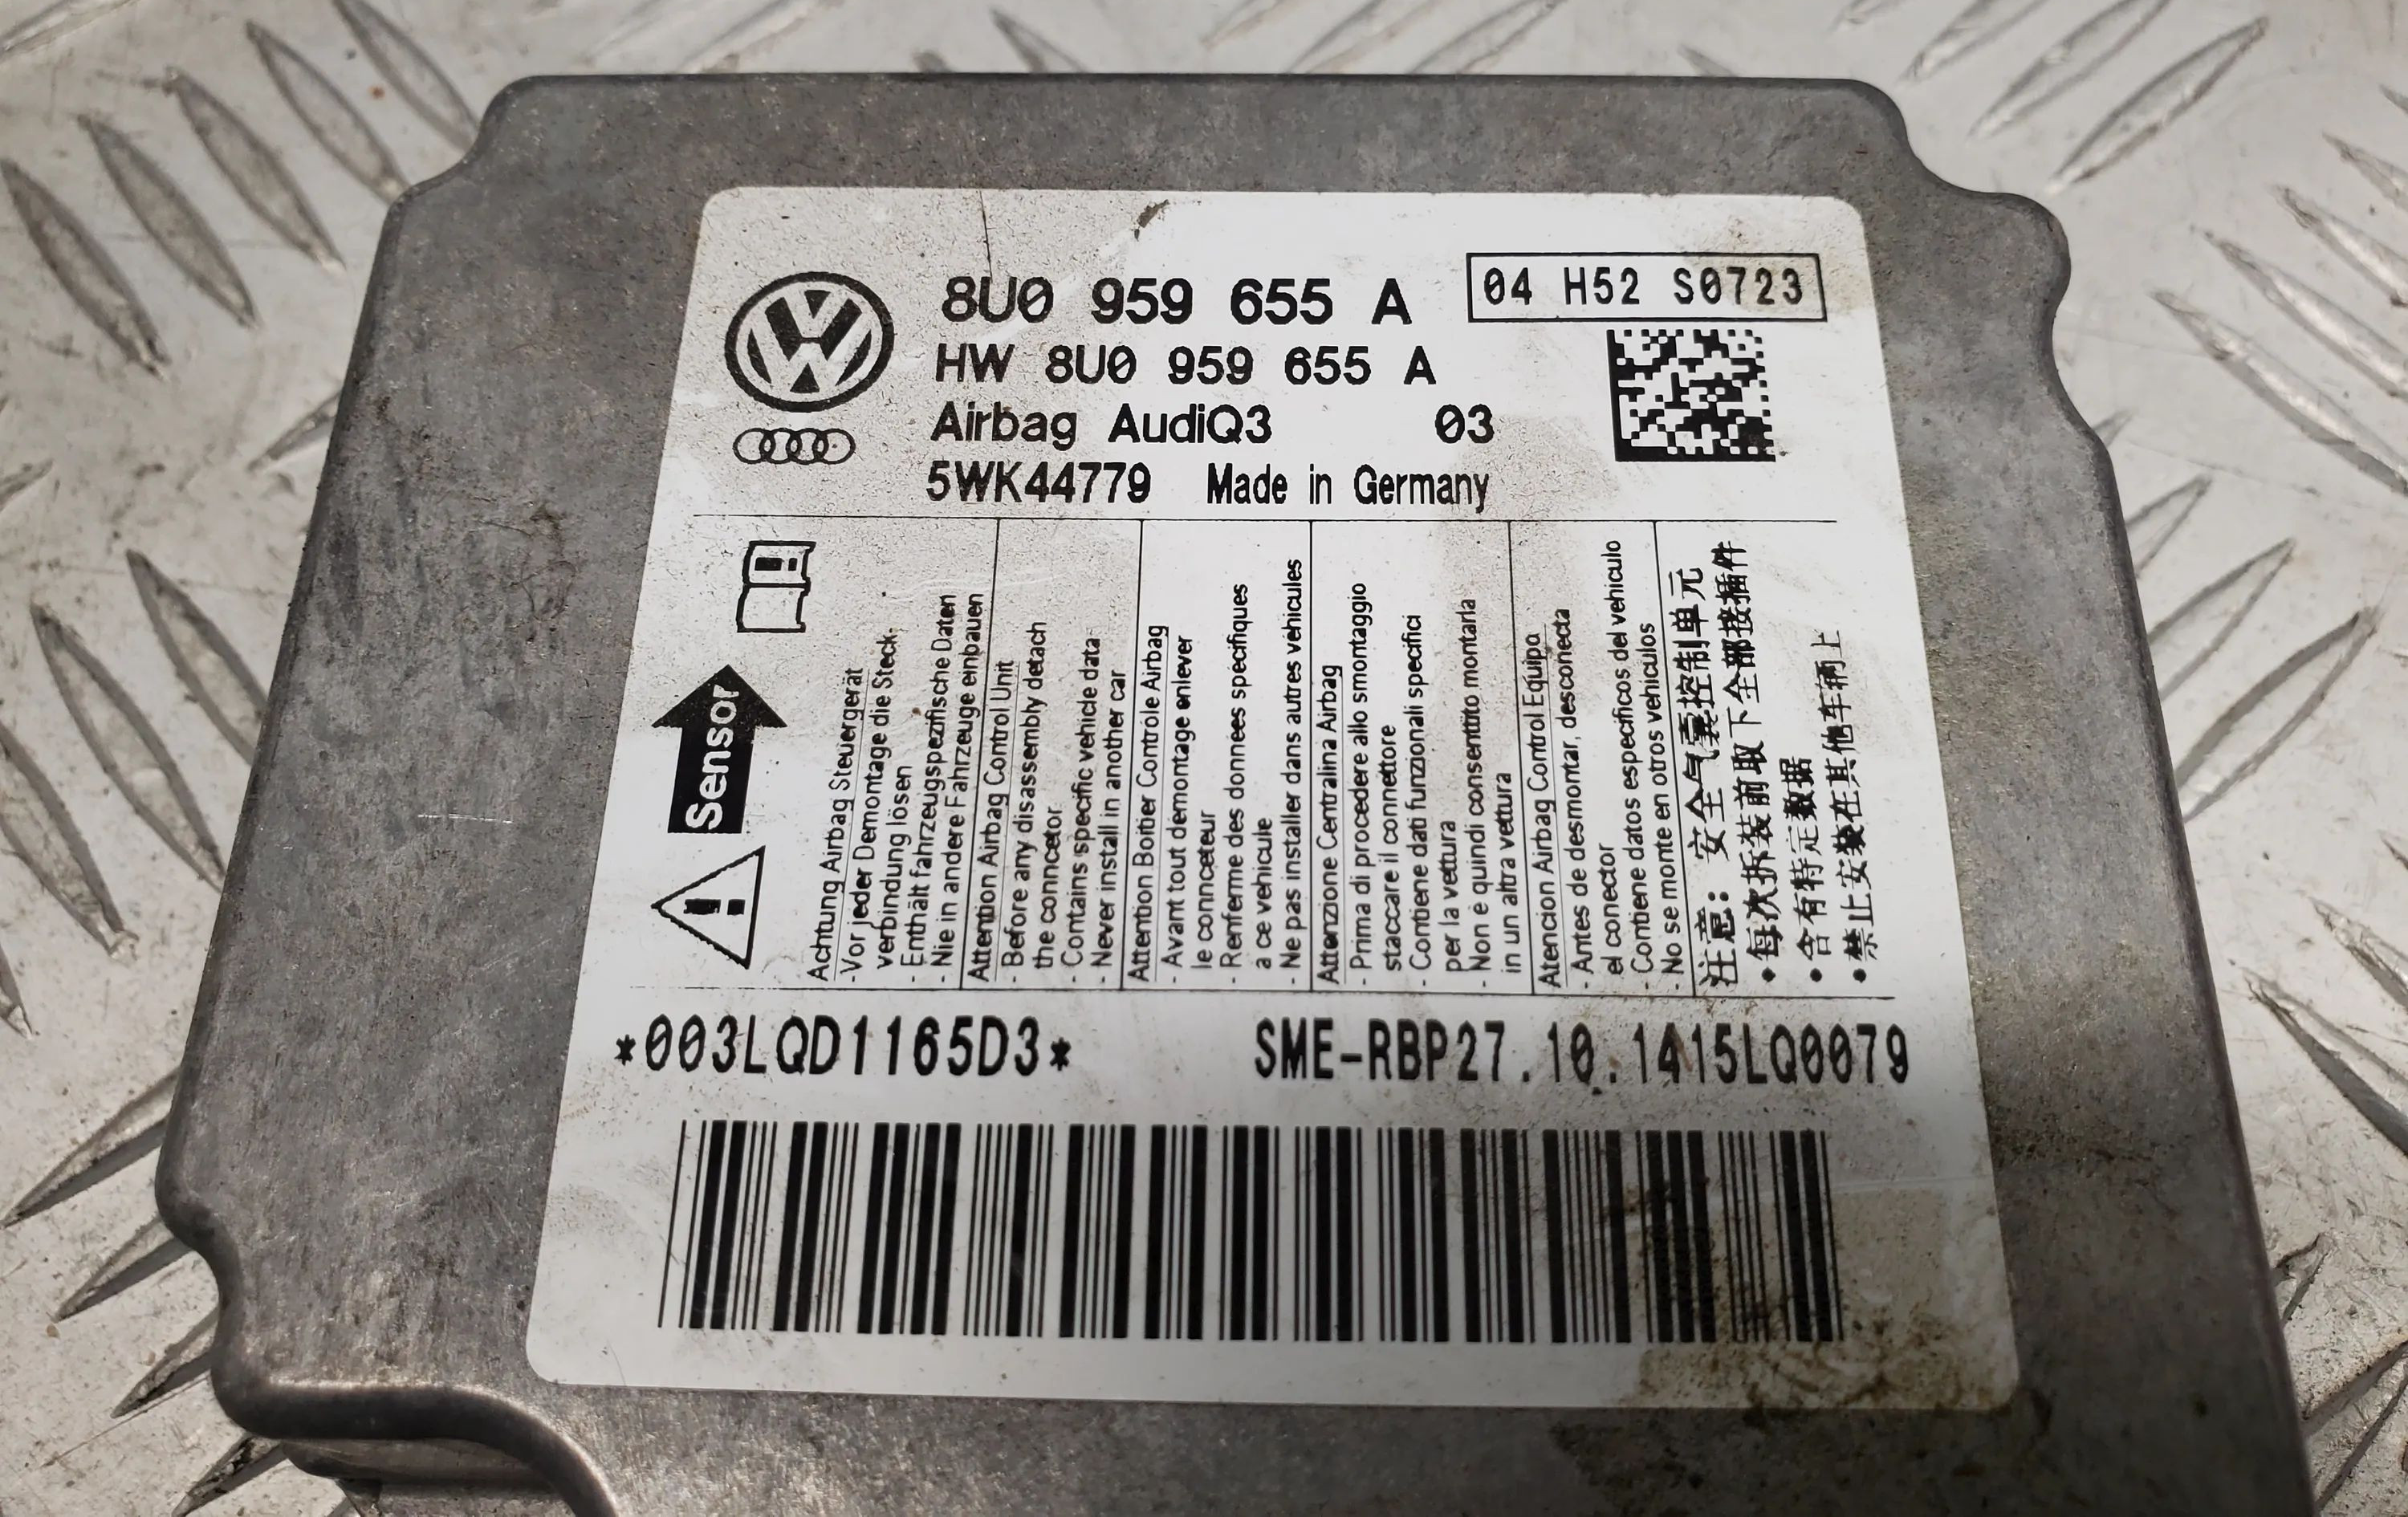 8U0 959 655 A
04 H52 S0723
HW 8U0 959 655 A
Airbag AudiQ3 03
5WK44779 Made in Germany
Sensor
Achtung Airbag Steuergerät
-Vor jeder Demontage die Steck.
verbindung lösen
- Enthält fahrzeugspezifische Daten
- Nie in andere Fahrzeuge einbauen
Attention Airbag Control Unit
- Before any disassembly detach
the conncetor
- Contains specific vehicle data
- Never install in another car
Attention Boitier Contrôle Airbag
- Avant tout demontage enlever
le connceteur
- Renferme des données spécifiques
a ce vehicule
- Ne pas installer dans autres véhicules
Attenzione Centralina Airbag
- Prima di procedere allo smontaggio
staccare il connettore
- Contiene dati funzionali specifici
per la vettura
- Non è quindi consentito montarla
in un altra vettura
Atencion Airbag Control Equipo
- Antes de desmontar, desconecta
el conector
- Contiene datos especificos del vehiculo
- No se monte en otros vehiculos
注意: 安全气囊控制单元
•每次拆装前取下全部接插件
•含有特定数据
•禁止安装在其他车辆上
*003LQD1165D3*
SME-RBP27.10.1415LQ0079